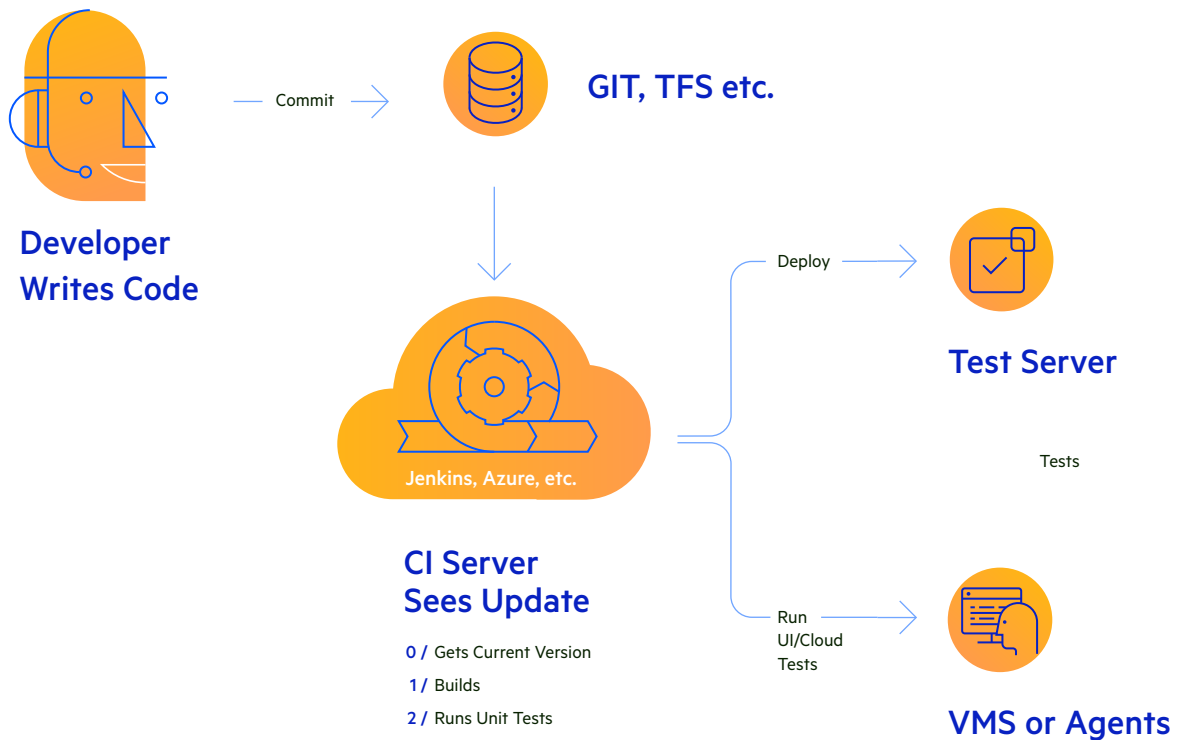 Commit
GIT, TFS etc.
Developer
Writes Code
Deploy
Test Server
Jenkins, Azure, etc.
Tests
CI Server
Sees Update
0 / Gets Current Version
1 / Builds
2 / Runs Unit Tests
Run
UI/Cloud
Tests
VMS or Agents